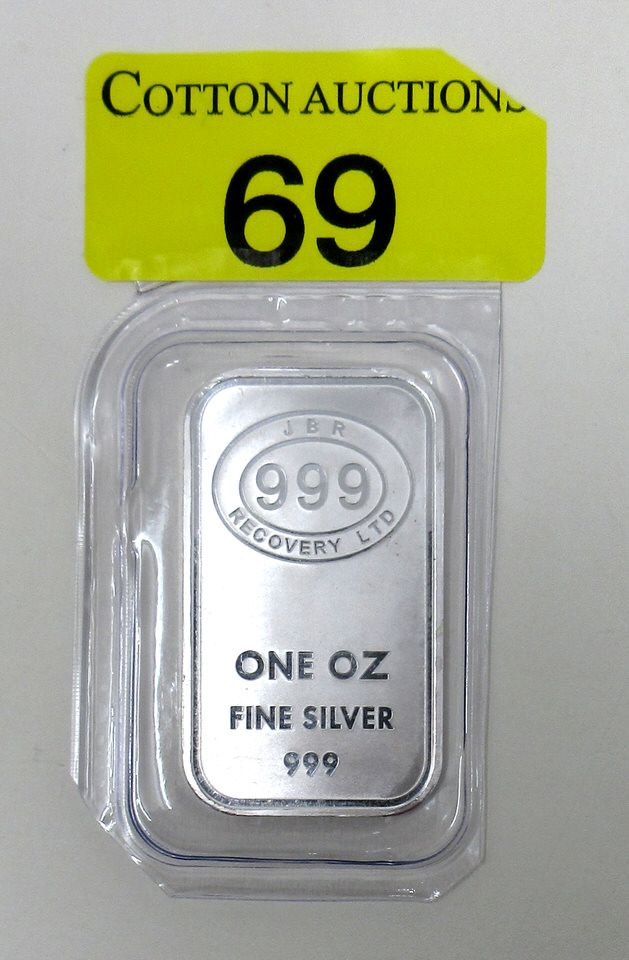 COTTON AUCTIONS
69
JBR
999
RECOVERY LTD
ONE OZ
FINE SILVER
999